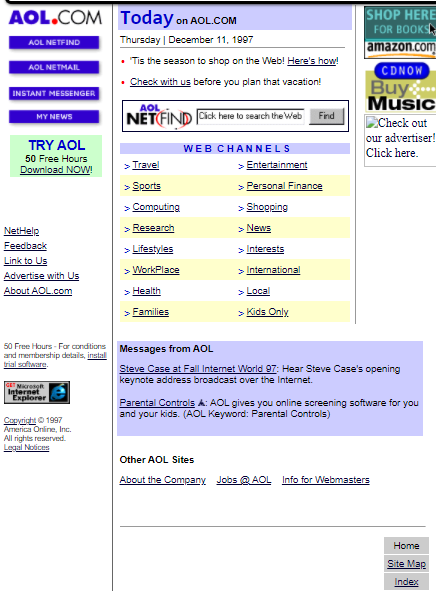 AOL.COM
AOL NETFIND
AOL NETMAIL
INSTANT MESSENGER
MY NEWS
TRY AOL
50 Free Hours
Download NOW!
NetHelp
Feedback
Link to Us
Advertise with Us
About AOL.com
50 Free Hours - For conditions
and membership details, install
trial software.
GET Microsoft
Internet
Explorer
Copyright © 1997
America Online, Inc.
All rights reserved.
Legal Notices
Today on AOL.COM
Thursday | December 11, 1997
• 'Tis the season to shop on the Web! Here's how!
• Check with us before you plan that vacation!
AOL
NETFIND Click here to search the Web Find
WEB CHANNELS
> Travel > Entertainment
> Sports > Personal Finance
> Computing > Shopping
> Research > News
> Lifestyles > Interests
> WorkPlace > International
> Health > Local
> Families > Kids Only
Messages from AOL
Steve Case at Fall Internet World 97: Hear Steve Case's opening
keynote address broadcast over the Internet.
Parental Controls : AOL gives you online screening software for you
and your kids. (AOL Keyword: Parental Controls)
Other AOL Sites
About the Company Jobs @ AOL Info for Webmasters
SHOP HERE
FOR BOOKS
amazon.com
CDNOW
Buy
Music
Check out
our advertiser!
Click here.
Home
Site Map
Index